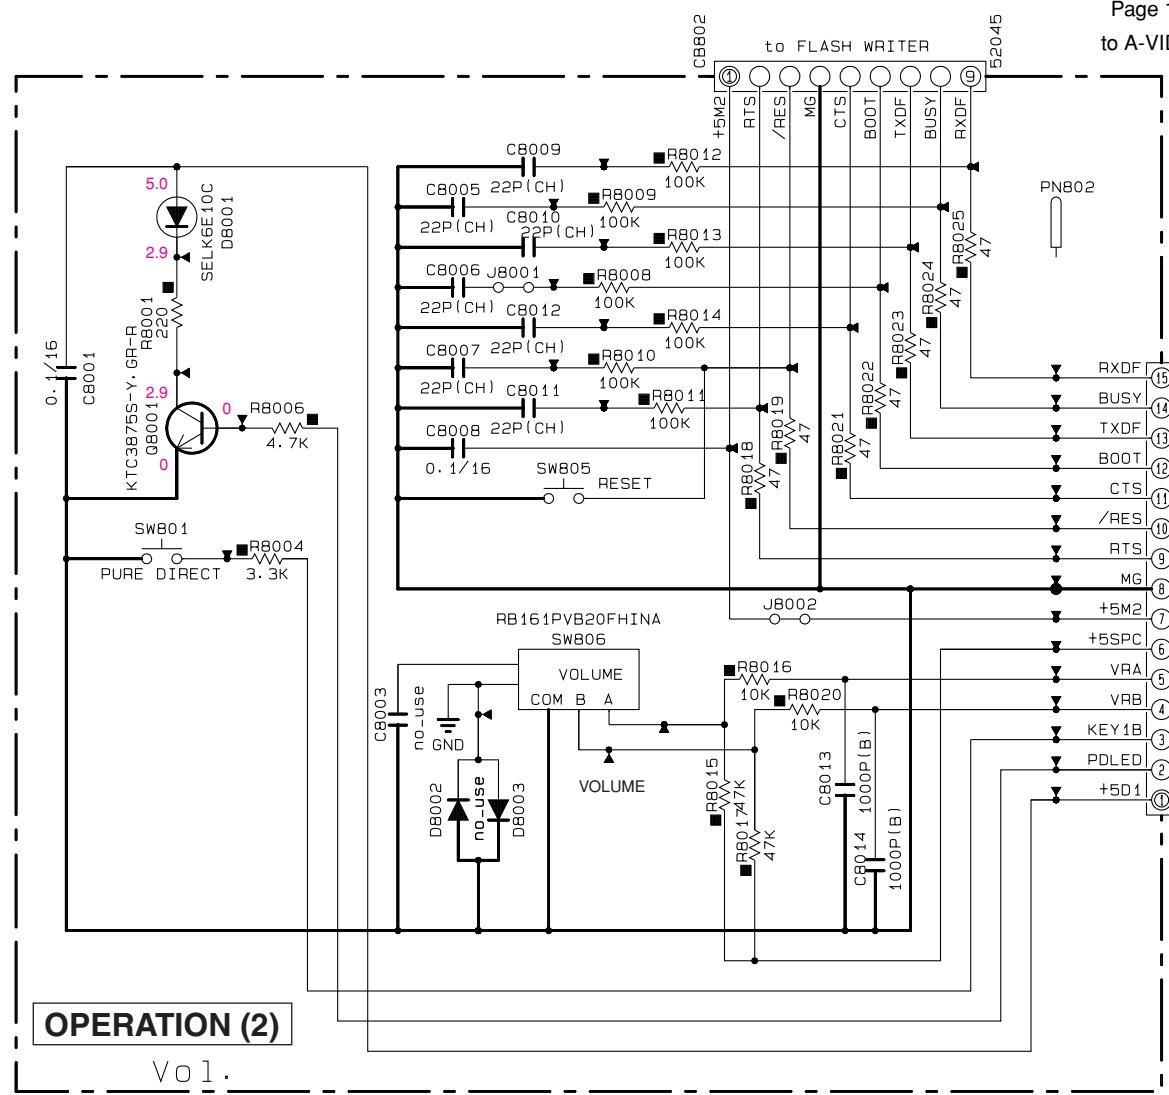 Page 1
to A-VID
CB802
to FLASH WRITER
52045
1
9
+5M2
RTS
/RES
MG
CTS
BOOT
TXDF
BUSY
RXDF
PN802
5.0
SELK6E10C
D8001
2.9
R8001
220
0.1/16
C8001
KTC3875S-Y,GR-R
Q8001
2.9
0
0
R8006
4.7K
SW801
PURE DIRECT
R8004
3.3K
C8009
22P(CH)
R8012
100K
C8005
22P(CH)
R8009
100K
C8010
22P(CH)
R8013
100K
C8006
22P(CH)
J8001
R8008
100K
C8012
22P(CH)
R8014
100K
C8007
22P(CH)
R8010
100K
C8011
22P(CH)
R8011
100K
C8008
0.1/16
SW805
RESET
R8018
47
R8019
47
R8021
47
R8022
47
R8023
47
R8024
47
R8025
47
RXDF 15
BUSY 14
TXDF 13
BOOT 12
CTS 11
/RES 10
RTS 9
MG 8
+5M2 7
+5SPC 6
VRA 5
VRB 4
KEY1B 3
PDLED 2
+5D1 1
J8002
RB161PVB20FHINA
SW806
VOLUME
COM B A
C8003
no_use
GND
D8002
no_use
D8003
VOLUME
R8016
10K
R8020
10K
R8015
47K
R8017
47K
C8013
1000P(B)
C8014
1000P(B)
OPERATION (2)
Vol.